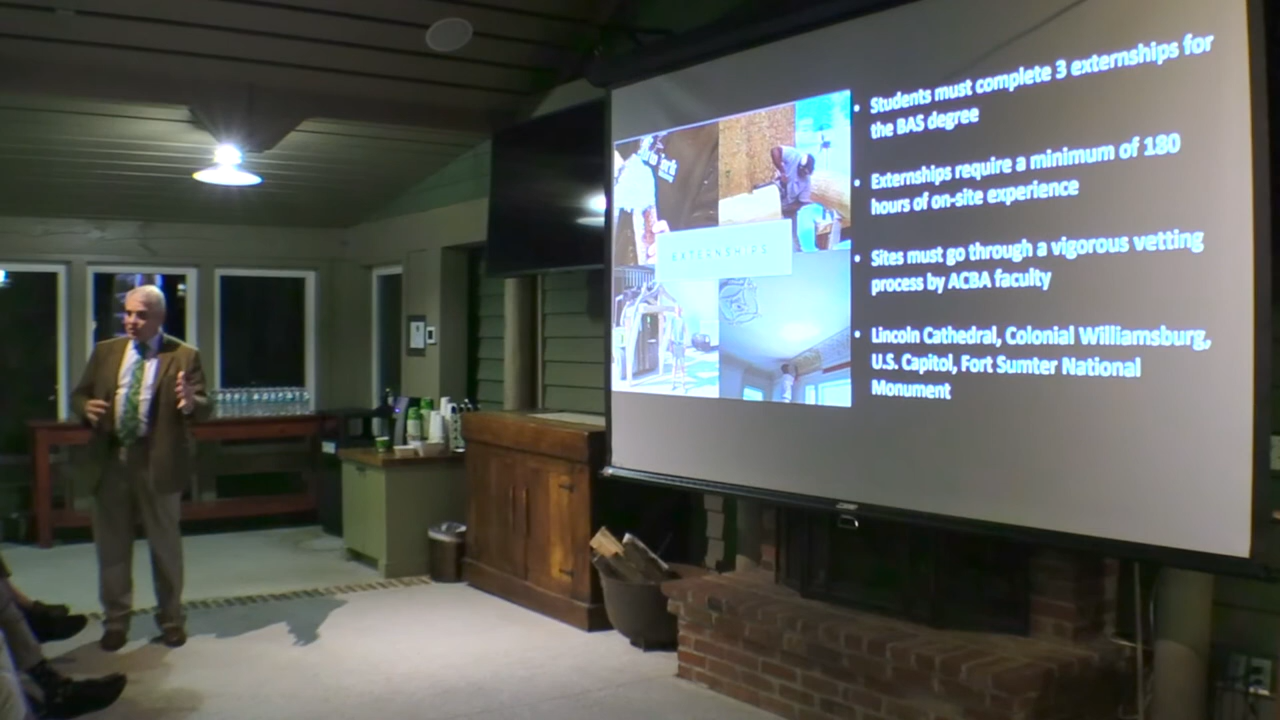 EXTERNSHIPS
• Students must complete 3 externships for
the BAS degree
• Externships require a minimum of 180
hours of on-site experience
• Sites must go through a vigorous vetting
process by ACBA faculty
• Lincoln Cathedral, Colonial Williamsburg,
U.S. Capitol, Fort Sumter National
Monument